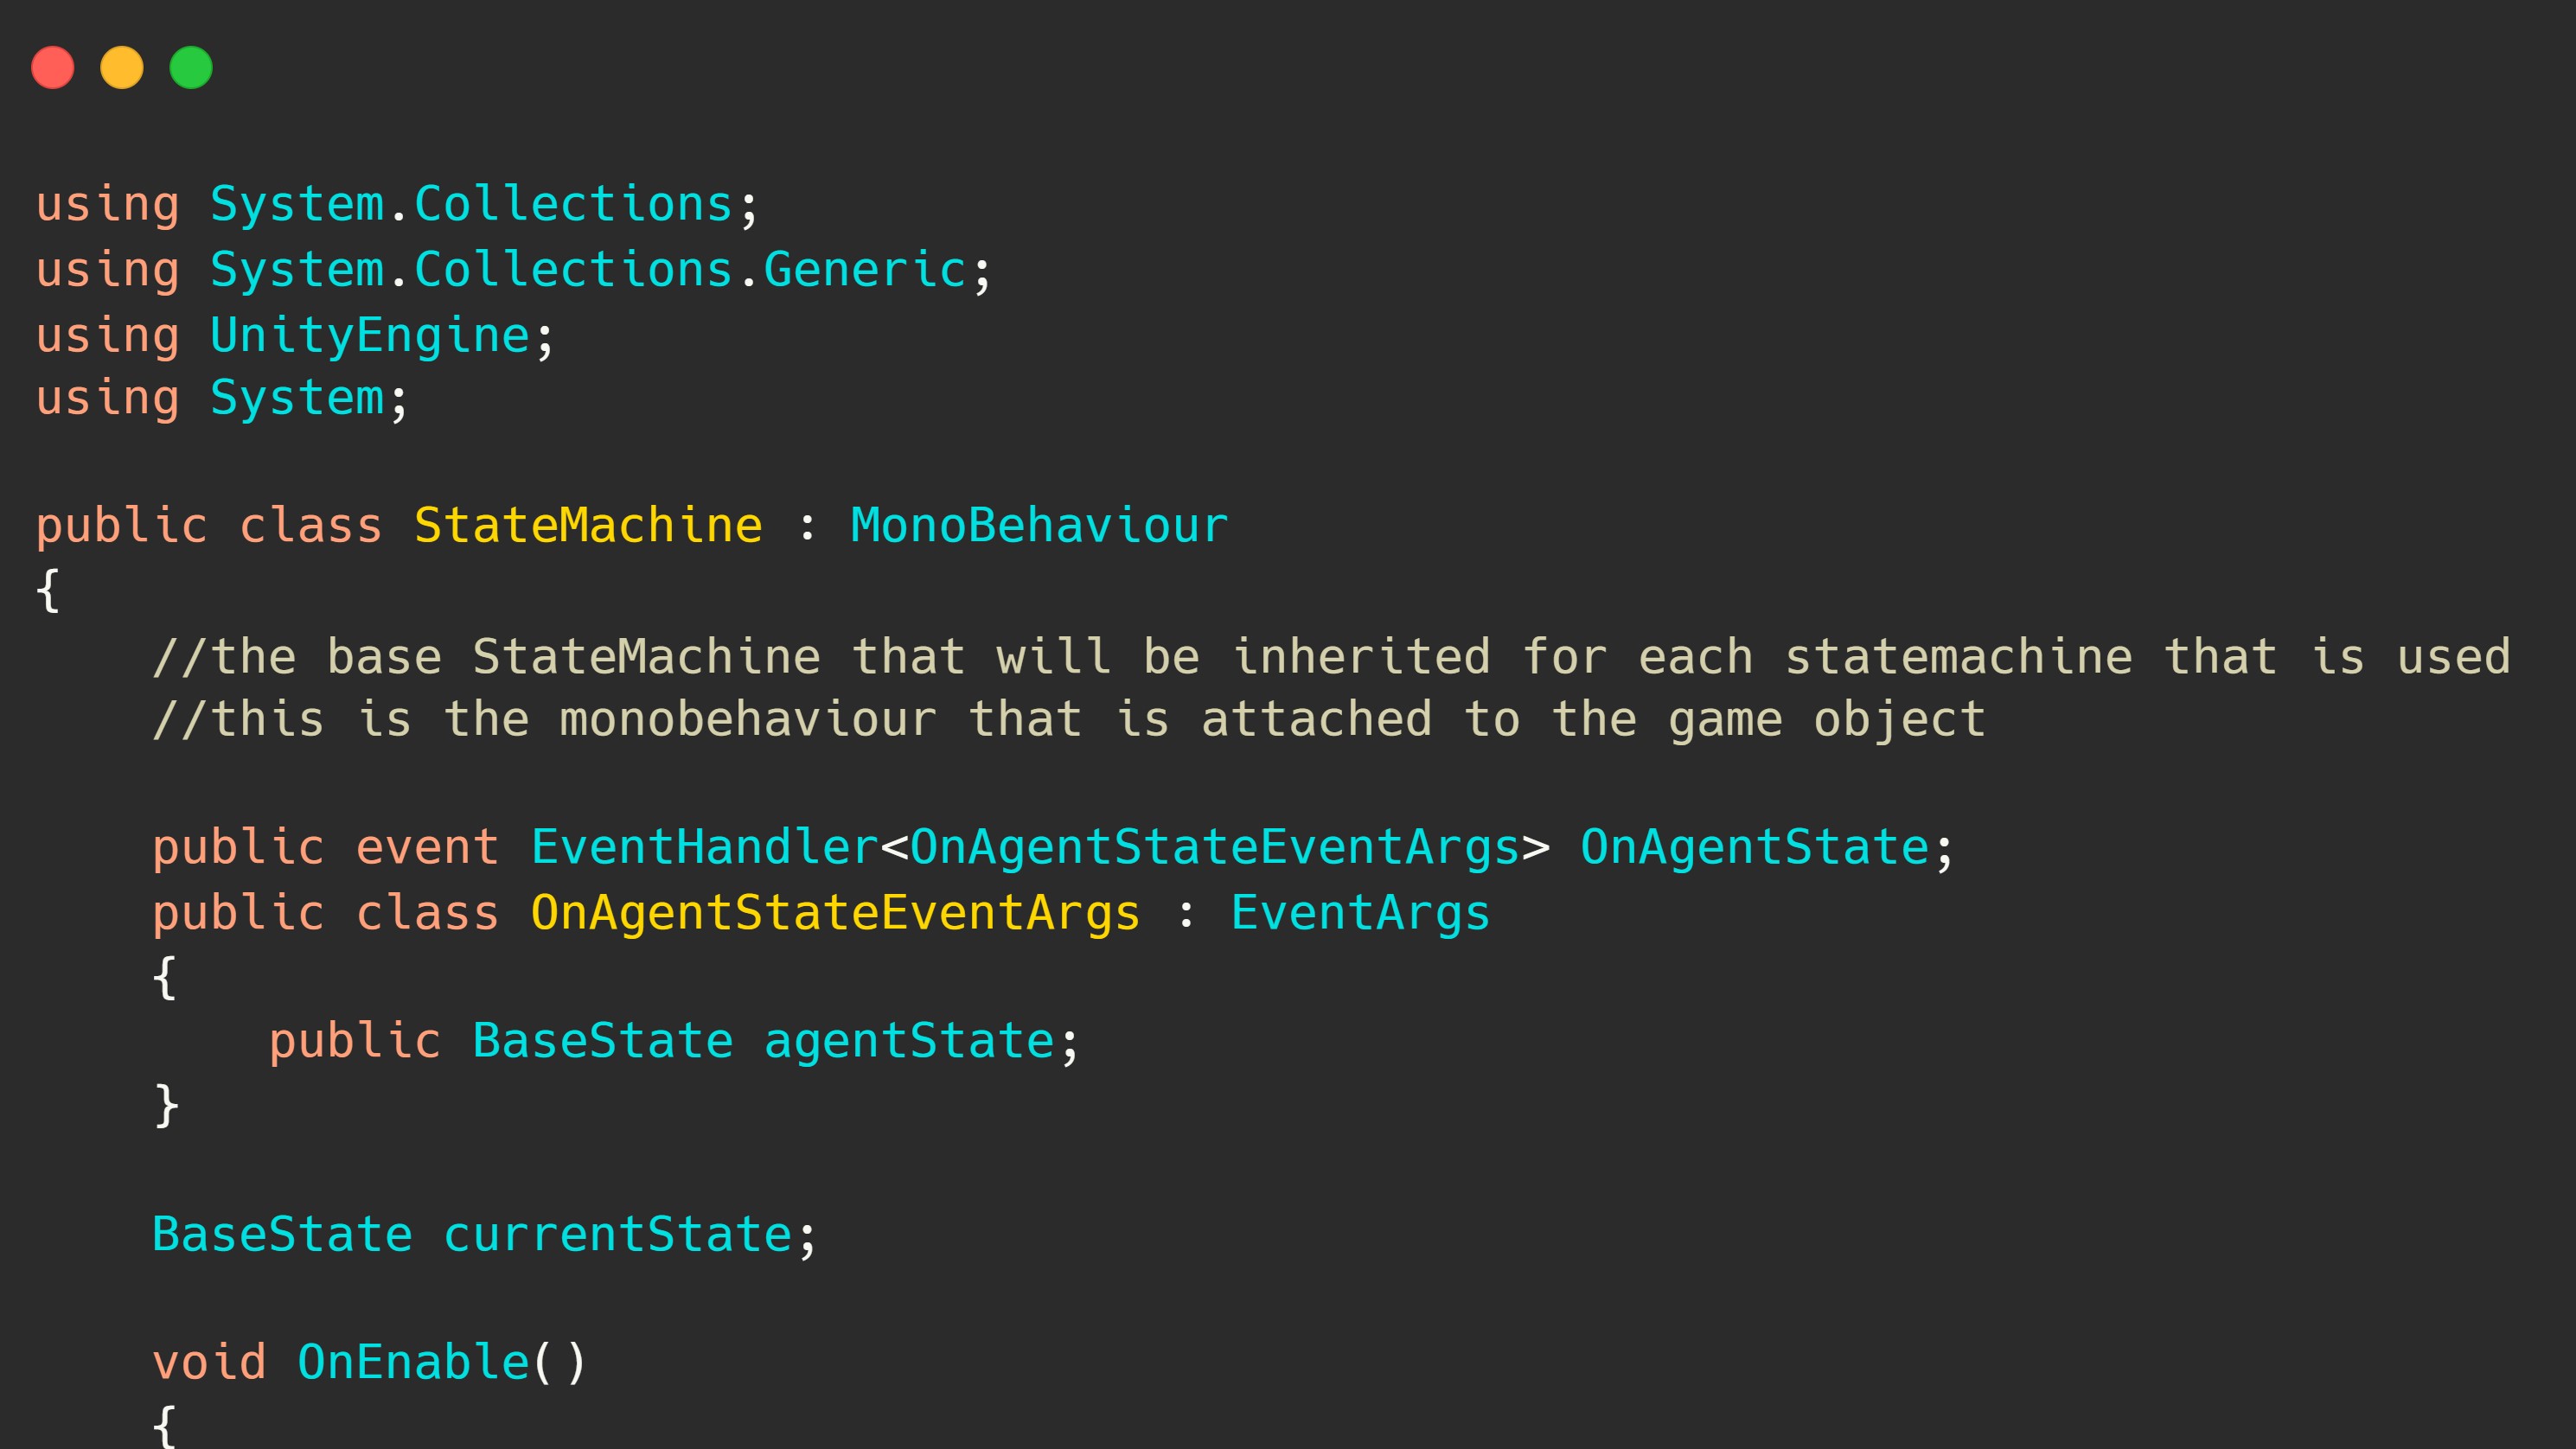 using System.Collections;
using System.Collections.Generic;
using UnityEngine;
using System;
public class StateMachine : MonoBehaviour
{
//the base StateMachine that will be inherited for each statemachine that is used
//this is the monobehaviour that is attached to the game object
public event EventHandler<OnAgentStateEventArgs> OnAgentState;
public class OnAgentStateEventArgs : EventArgs
{
public BaseState agentState;
}
BaseState currentState;
void OnEnable()
{